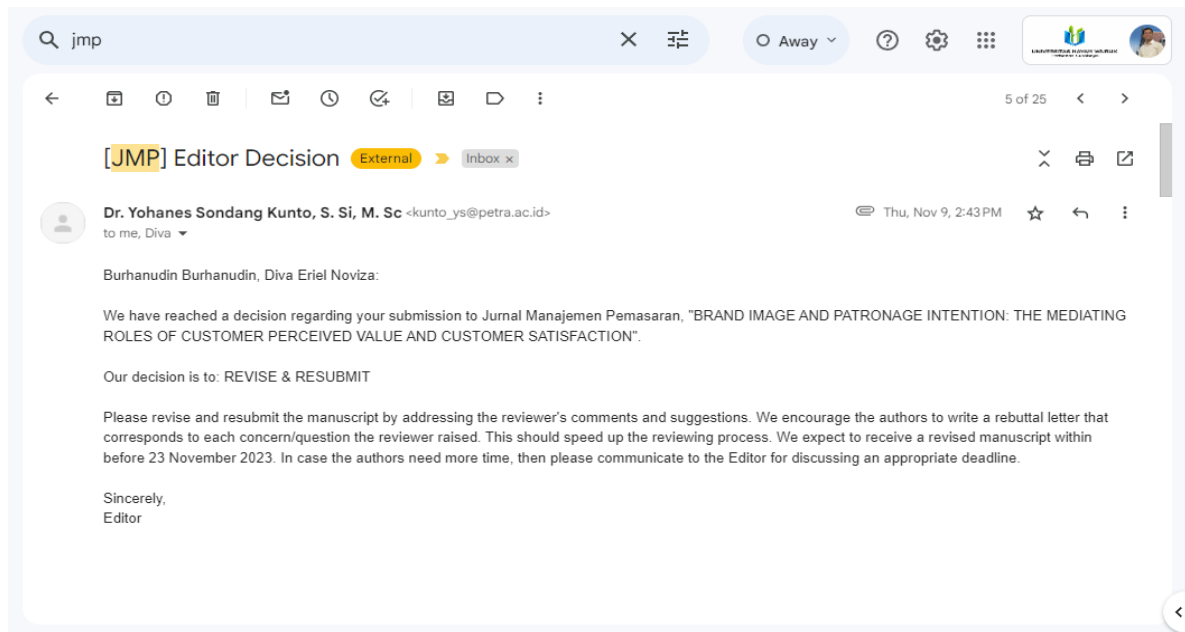 jmp
Away
5 of 25
[JMP] Editor Decision External Inbox x
Dr. Yohanes Sondang Kunto, S. Si, M. Sc <kunto_ys@petra.ac.id> Thu, Nov 9, 2:43 PM
to me, Diva
Burhanudin Burhanudin, Diva Eriel Noviza:
We have reached a decision regarding your submission to Jurnal Manajemen Pemasaran, "BRAND IMAGE AND PATRONAGE INTENTION: THE MEDIATING
ROLES OF CUSTOMER PERCEIVED VALUE AND CUSTOMER SATISFACTION".
Our decision is to: REVISE & RESUBMIT
Please revise and resubmit the manuscript by addressing the reviewer's comments and suggestions. We encourage the authors to write a rebuttal letter that
corresponds to each concern/question the reviewer raised. This should speed up the reviewing process. We expect to receive a revised manuscript within
before 23 November 2023. In case the authors need more time, then please communicate to the Editor for discussing an appropriate deadline.
Sincerely,
Editor